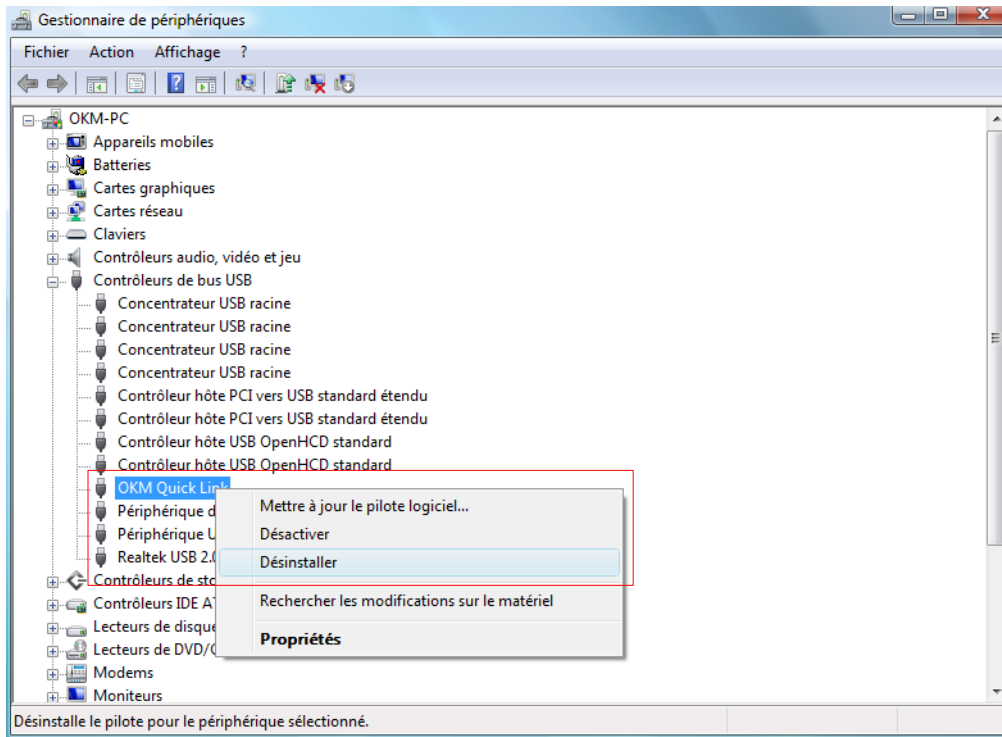 Gestionnaire de périphériques
Fichier Action Affichage ?
OKM-PC
Appareils mobiles
Batteries
Cartes graphiques
Cartes réseau
Claviers
Contrôleurs audio, vidéo et jeu
Contrôleurs de bus USB
Concentrateur USB racine
Concentrateur USB racine
Concentrateur USB racine
Concentrateur USB racine
Contrôleur hôte PCI vers USB standard étendu
Contrôleur hôte PCI vers USB standard étendu
Contrôleur hôte USB OpenHCD standard
Contrôleur hôte USB OpenHCD standard
OKM Quick Link
Périphérique d
Périphérique U
Realtek USB 2.0
Contrôleurs de sto
Contrôleurs IDE A
Lecteurs de disque
Lecteurs de DVD/
Modems
Moniteurs
Mettre à jour le pilote logiciel...
Désactiver
Désinstaller
Rechercher les modifications sur le matériel
Propriétés
Désinstalle le pilote pour le périphérique sélectionné.